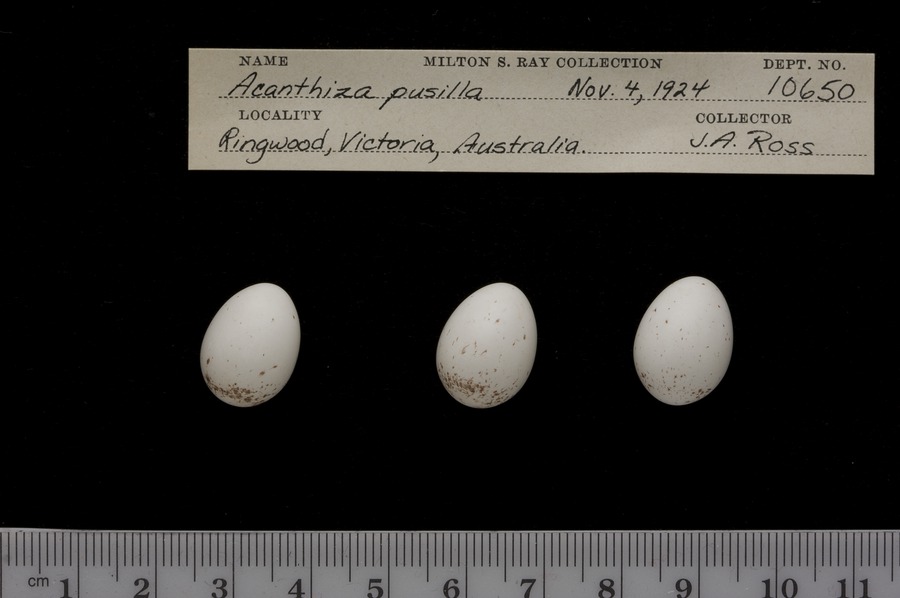 NAME MILTON S. RAY COLLECTION DEPT. NO.
Acanthiza pusilla Nov. 4, 1924 10650
LOCALITY COLLECTOR
Ringwood, Victoria, Australia. J.A. Ross
cm 1 2 3 4 5 6 7 8 9 10 11